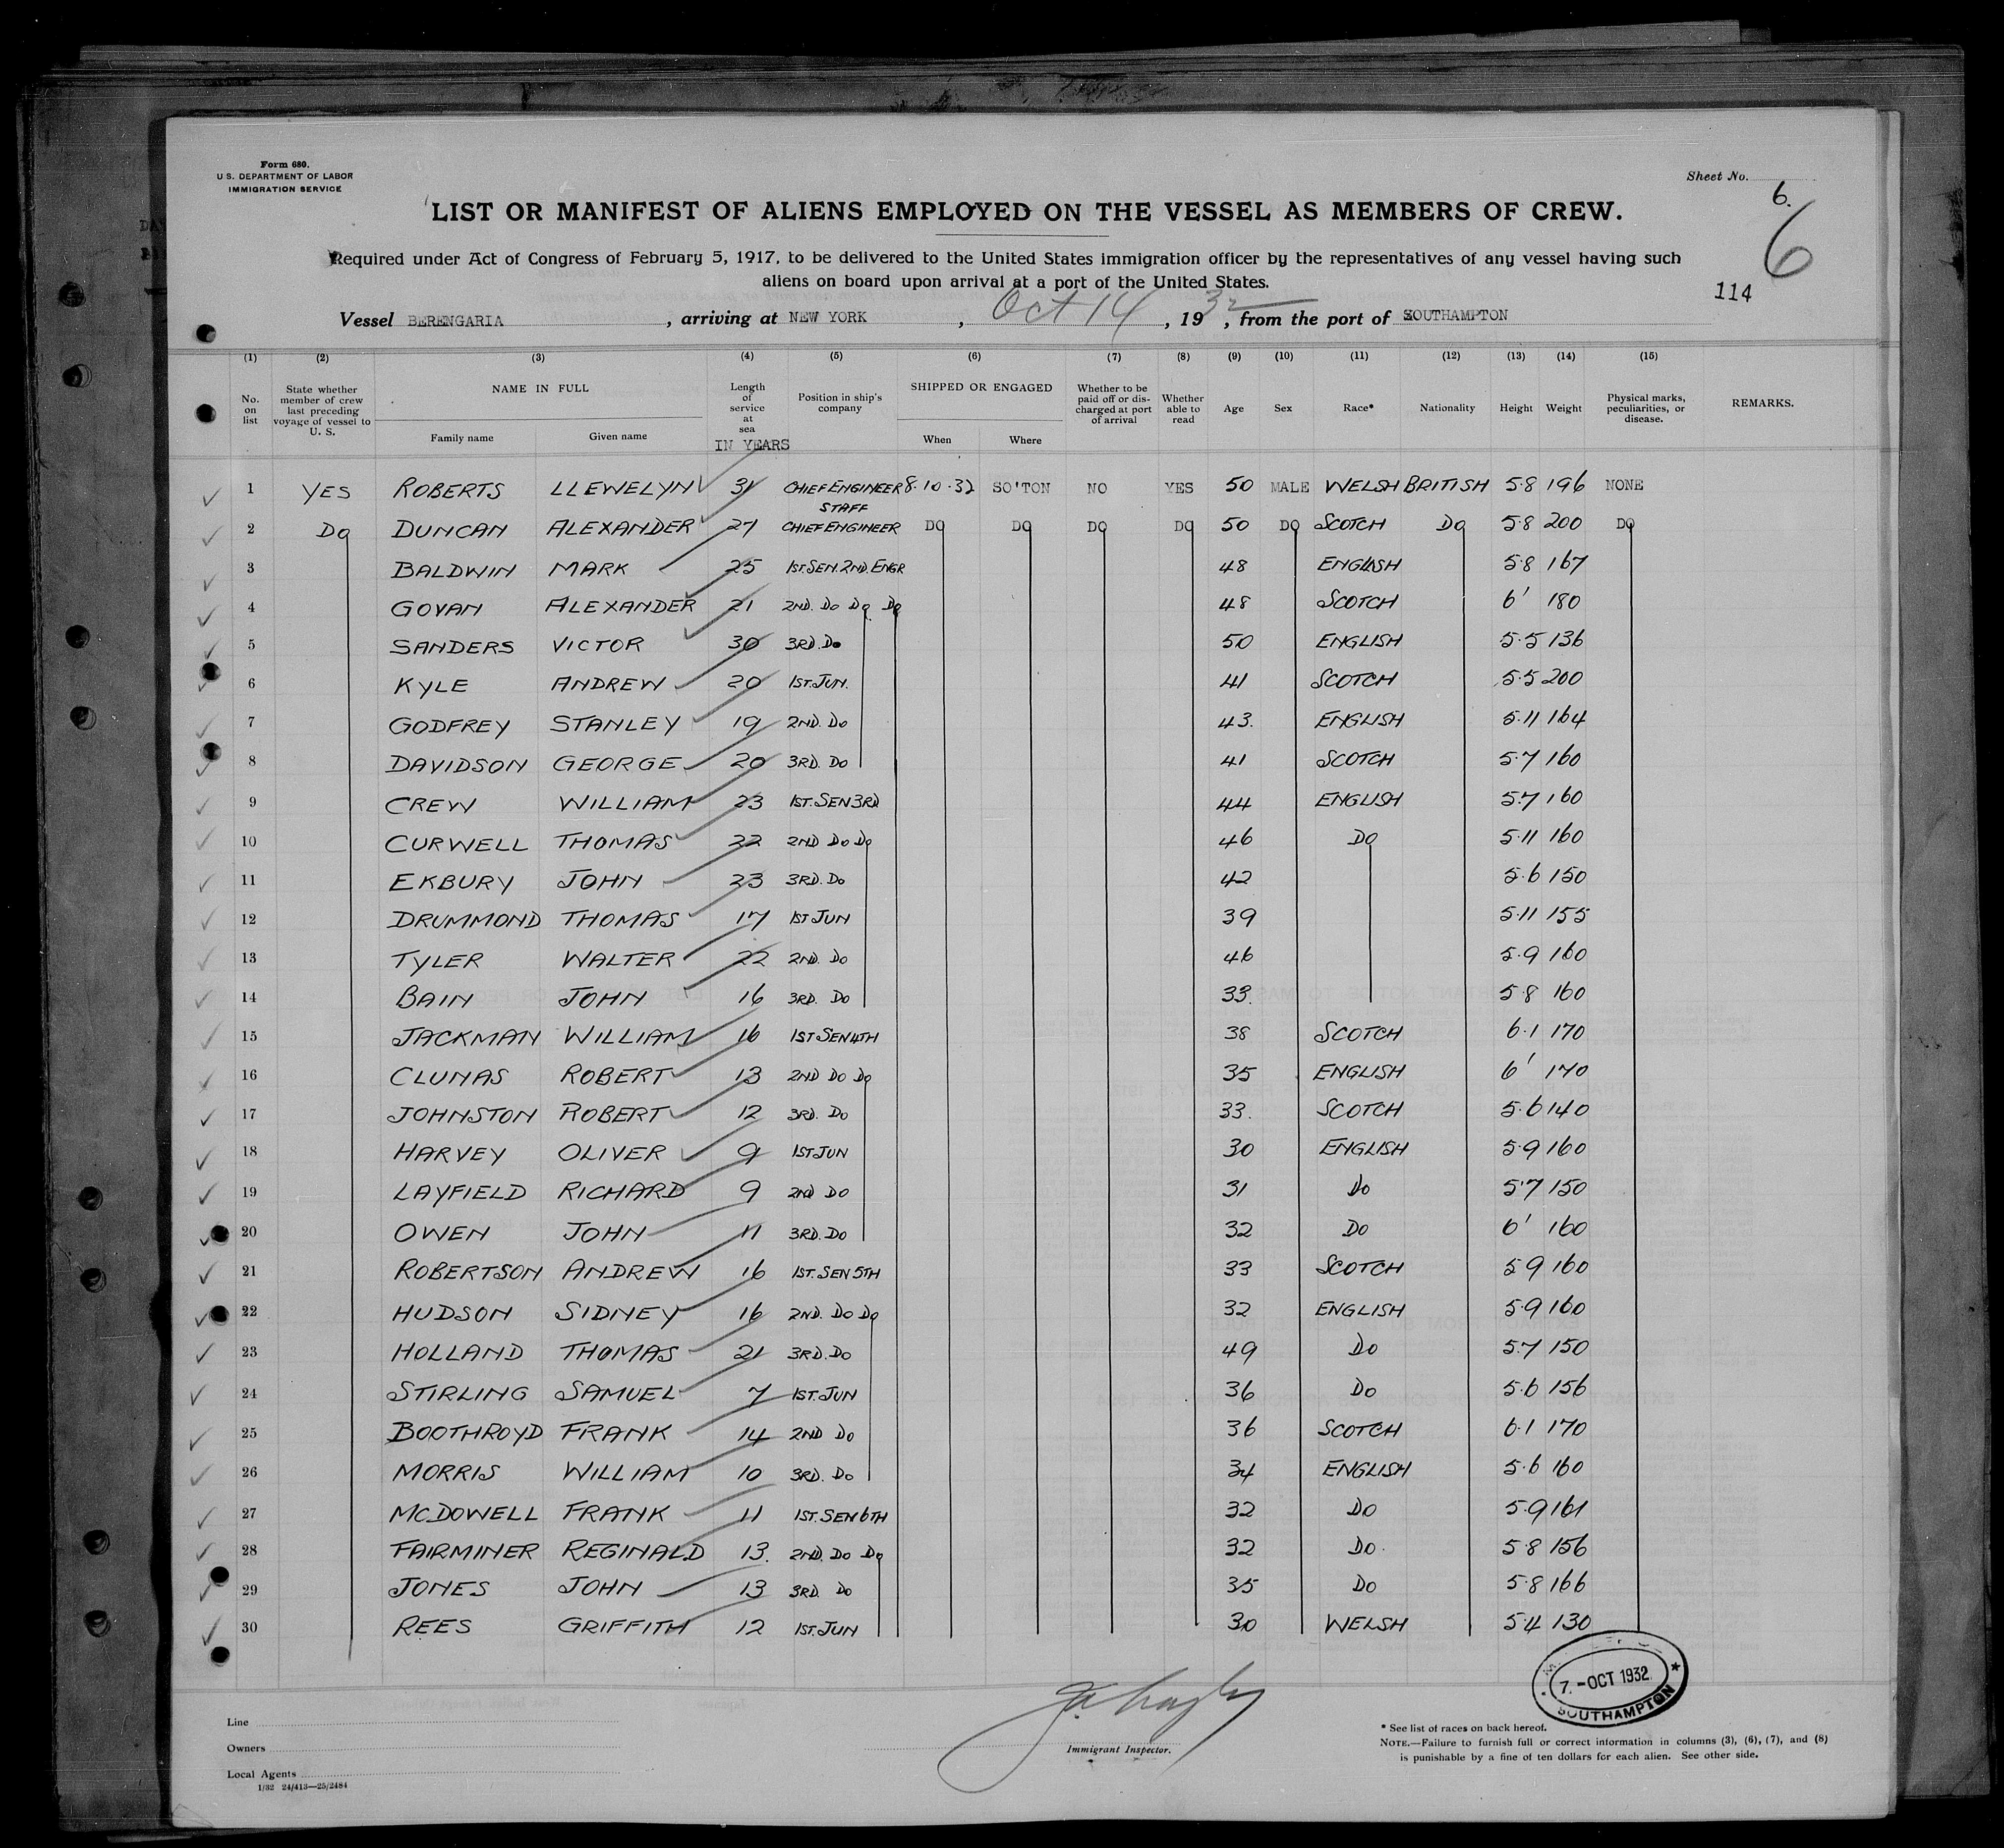 Form 680.
U. S. DEPARTMENT OF LABOR
IMMIGRATION SERVICE
Sheet No.
6.
6
LIST OR MANIFEST OF ALIENS EMPLOYED ON THE VESSEL AS MEMBERS OF CREW.
Required under Act of Congress of February 5, 1917, to be delivered to the United States immigration officer by the representatives of any vessel having such
aliens on board upon arrival at a port of the United States.
114
Vessel BERENGARIA, arriving at NEW YORK, Oct 14, 1932, from the port of SOUTHAMPTON
(1) (2) (3) (4) (5) (6) (7) (8) (9) (10) (11) (12) (13) (14) (15)
No. on list State whether member of crew last preceding voyage of vessel to U. S. NAME IN FULL Family name Given name Length of service at sea IN YEARS Position in ship's company SHIPPED OR ENGAGED When Where Whether to be paid off or discharged at port of arrival Whether able to read Age Sex Race* Nationality Height Weight Physical marks, peculiarities, or disease. REMARKS.
1 YES ROBERTS LLEWELYN 31 CHIEF ENGINEER 8.10.32 SO'TON NO YES 50 MALE WELSH BRITISH 5.8 196 NONE
2 DO DUNCAN ALEXANDER 27 STAFF CHIEF ENGINEER DO DO DO DO 50 DO SCOTCH DO 5.8 200 DO
3 BALDWIN MARK 25 1ST.SEN.2ND.ENGR 48 ENGLISH 5.8 167
4 GOVAN ALEXANDER 21 2ND. DO DO DO 48 SCOTCH 6' 180
5 SANDERS VICTOR 30 3RD. DO 50 ENGLISH 5.5 136
6 KYLE ANDREW 20 1ST.JUN. 41 SCOTCH 5.5 200
7 GODFREY STANLEY 19 2ND. DO 43. ENGLISH 5.11 164
8 DAVIDSON GEORGE 20 3RD. DO 41 SCOTCH 5.7 160
9 CREW WILLIAM 23 1ST.SEN 3RD 44 ENGLISH 5.7 160
10 CURWELL THOMAS 22 2ND DO DO 46 DO 5.11 160
11 EKBURY JOHN 23 3RD. DO 42 5.6 150
12 DRUMMOND THOMAS 17 1ST JUN 39 5.11 155
13 TYLER WALTER 22 2ND. DO 46 5.9 160
14 BAIN JOHN 16 3RD. DO 33. 5.8 160
15 JACKMAN WILLIAM 16 1ST SEN 4TH 38 SCOTCH 6.1 170
16 CLUNAS ROBERT 13 2ND DO DO 35 ENGLISH 6' 170
17 JOHNSTON ROBERT 12 3RD. DO 33. SCOTCH 5.6 140
18 HARVEY OLIVER 9 1ST JUN 30 ENGLISH 5.9 160
19 LAYFIELD RICHARD 9 2ND DO 31 DO 5'7 150
20 OWEN JOHN 11 3RD. DO 32 DO 6' 160
21 ROBERTSON ANDREW 16 1ST. SEN 5TH 33 SCOTCH 5.9 160
22 HUDSON SIDNEY 16 2ND. DO DO 32 ENGLISH 5.9 160
23 HOLLAND THOMAS 21 3RD. DO 49 DO 5.7 150
24 STIRLING SAMUEL 7 1ST.JUN 36 DO 5.6 156
25 BOOTHROYD FRANK 14 2ND DO 36 SCOTCH 6.1 170
26 MORRIS WILLIAM 10 3RD. DO 34 ENGLISH 5.6 160
27 MCDOWELL FRANK 11 1ST. SEN 6TH 32 DO 5.9 161
28 FAIRMINER REGINALD 13. 2ND. DO DO 32 DO. 5.8 156
29 JONES JOHN 13 3RD DO 35 DO 5.8 166
30 REES GRIFFITH 12 1ST.JUN 30 WELSH 5.4 130
7.-OCT 1932
SOUTHAMPTON
Line
Owners
Local Agents
1/32 24/413—25/2484
Immigrant Inspector.
* See list of races on back hereof.
NOTE.—Failure to furnish full or correct information in columns (3), (6), (7), and (8)
is punishable by a fine of ten dollars for each alien. See other side.